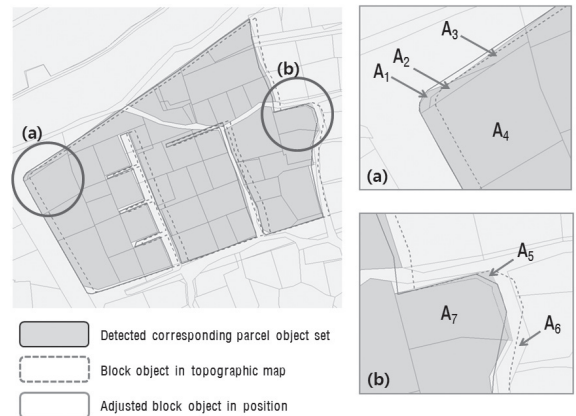 (a)
(b)
A1
A2
A3
A4
(a)
A5
A6
A7
(b)
Detected corresponding parcel object set
Block object in topographic map
Adjusted block object in position